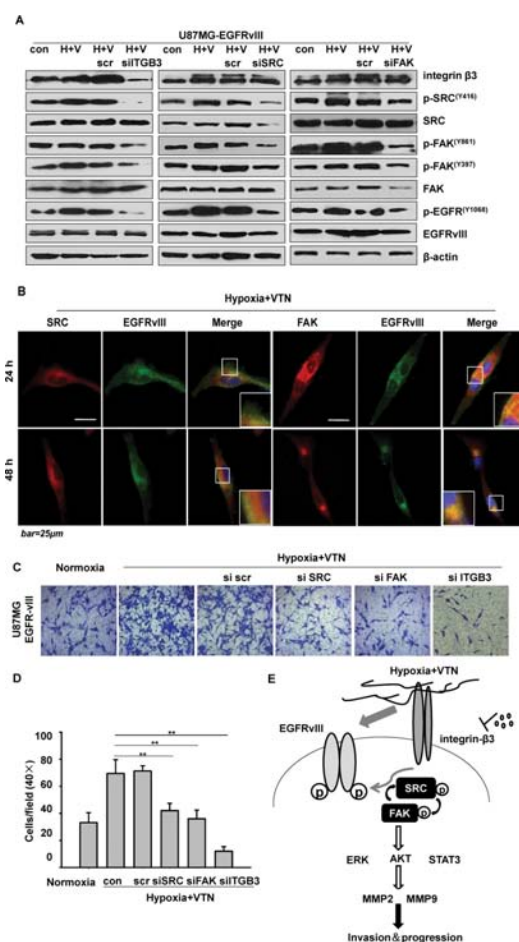 A
U87MG-EGFRvIII
con H+V H+V H+V con H+V H+V H+V con H+V H+V H+V
scr siITGB3 scr siSRC scr siFAK
integrin β3
p-SRC(Y416)
SRC
p-FAK(Y861)
p-FAK(Y397)
FAK
p-EGFR(Y1068)
EGFRvIII
β-actin
B
Hypoxia+VTN
SRC EGFRvIII Merge FAK EGFRvIII Merge
24 h
48 h
bar=25μm
C
Normoxia
Hypoxia+VTN
si scr si SRC si FAK si ITGB3
U87MG
EGFR-vIII
D
Cells/field (40×)
100
80
60
40
20
0
**
**
**
Normoxia con scr siSRC siFAK siITGB3
Hypoxia+VTN
E
Hypoxia+VTN
EGFRvIII
integrin-β3
P P
SRC P
FAK P
ERK AKT STAT3
MMP2 MMP9
Invasion & progression